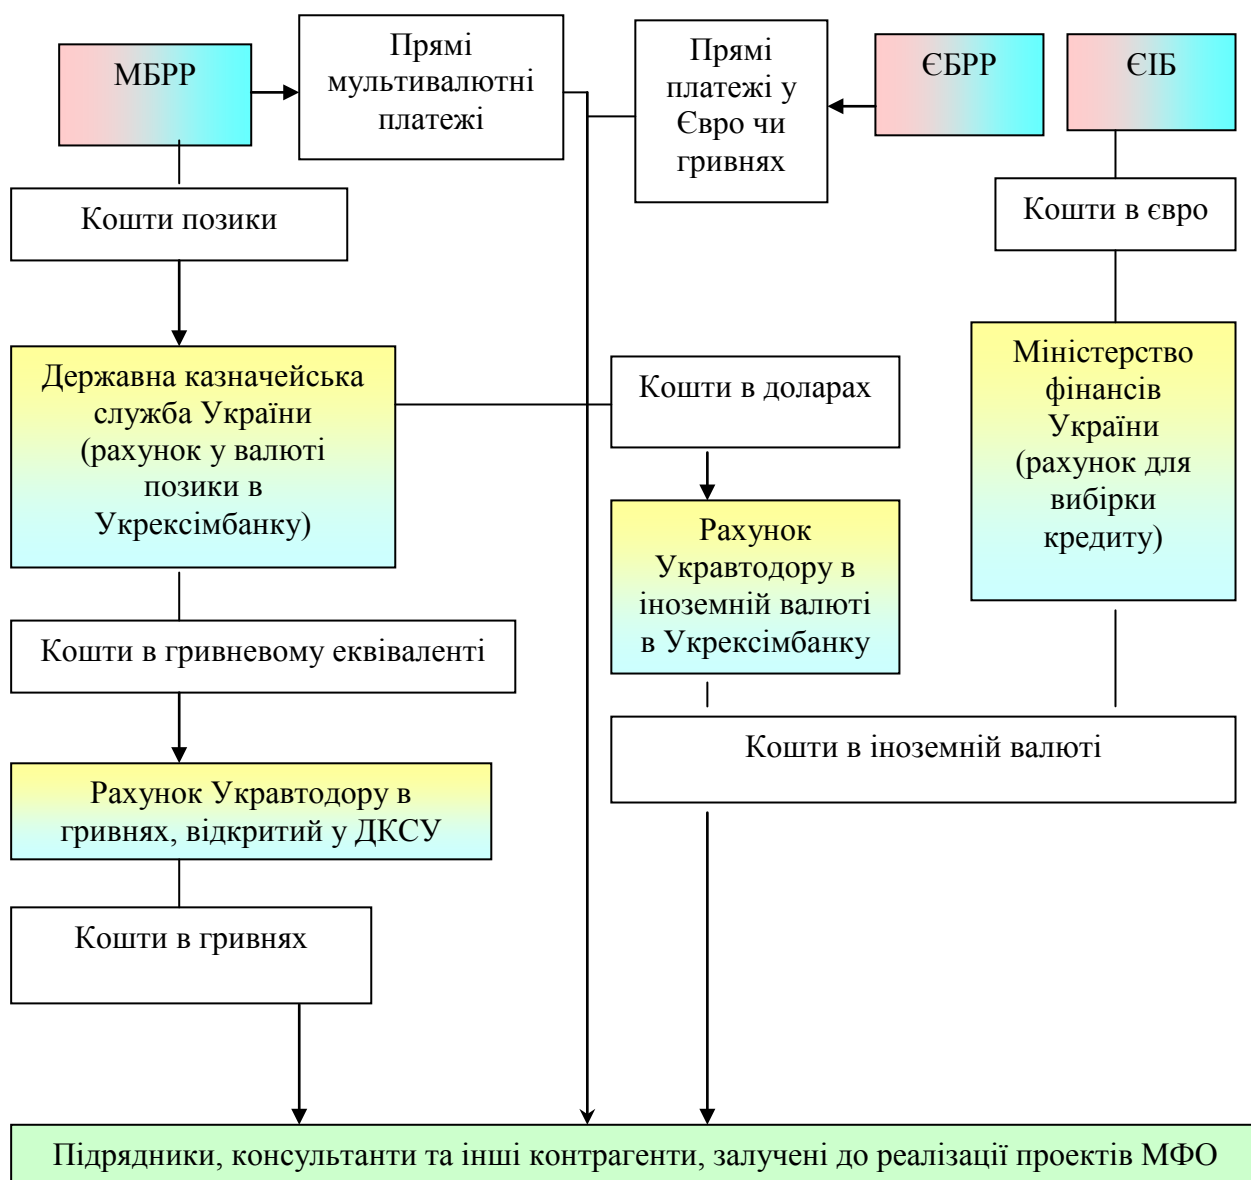 МБРР
Прямі
мультивалютні
платежі
Прямі
платежі у
Євро чи
гривнях
ЄБРР
ЄІБ
Кошти позики
Кошти в євро
Державна казначейська
служба України
(рахунок у валюті
позики в
Укрексімбанку)
Кошти в доларах
Міністерство
фінансів
України
(рахунок для
вибірки
кредиту)
Рахунок
Укравтодору в
іноземній валюті
в Укрексімбанку
Кошти в гривневому еквіваленті
Кошти в іноземній валюті
Рахунок Укравтодору в
гривнях, відкритий у ДКСУ
Кошти в гривнях
Підрядники, консультанти та інші контрагенти, залучені до реалізації проектів МФО